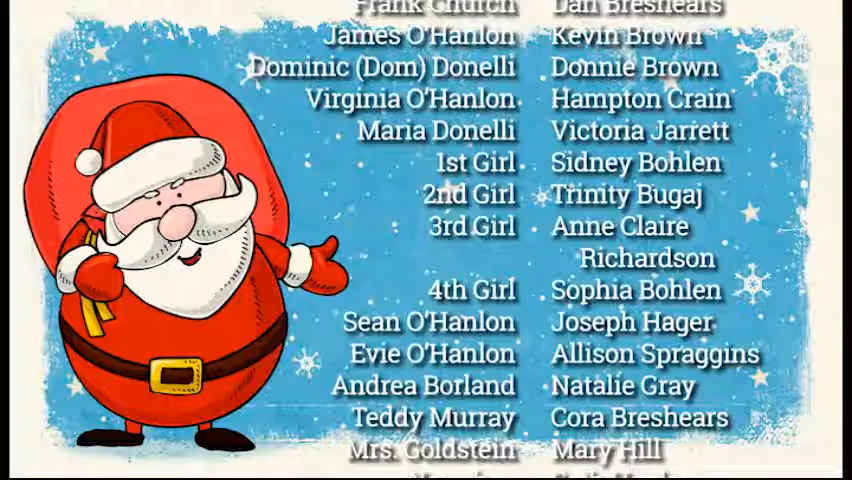 Frank Church Dan Breshears
James O'Hanlon Kevin Brown
Dominic (Dom) Donelli Donnie Brown
Virginia O'Hanlon Hampton Crain
Maria Donelli Victoria Jarrett
1st Girl Sidney Bohlen
2nd Girl Trinity Bugaj
3rd Girl Anne Claire
Richardson
4th Girl Sophia Bohlen
Sean O'Hanlon Joseph Hager
Evie O'Hanlon Allison Spraggins
Andrea Borland Natalie Gray
Teddy Murray Cora Breshears
Mrs. Goldstein Mary Hill